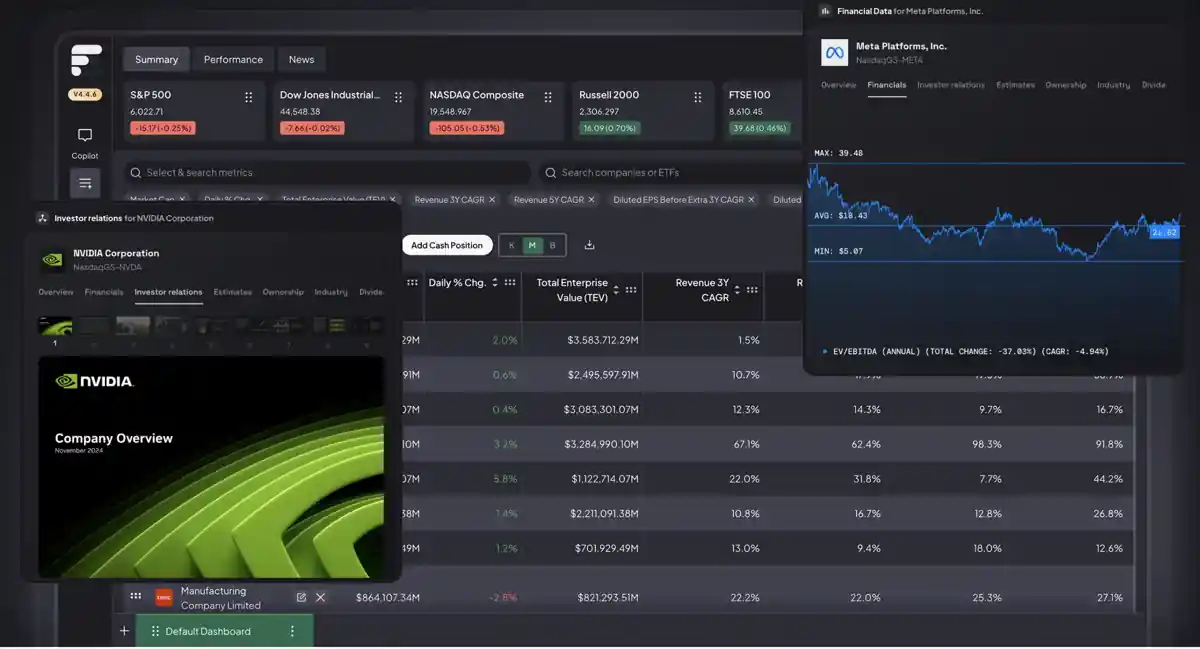 Financial Data for Meta Platforms, Inc.
Meta Platforms, Inc.
NasdaqGS-META
Overview Financials Investor relations Estimates Ownership Industry Divide
MAX: 39.48
AVG: $18.43
MIN: $5.07
EV/EBITDA (ANNUAL) (TOTAL CHANGE: -37.03%) (CAGR: -4.94%)
V4.4.6
Copilot
Summary Performance News
S&P 500
6,022.71
-15.17 (-0.25%)
Dow Jones Industrial...
44,548.38
-7.66 (-0.02%)
NASDAQ Composite
19,548.967
-105.05 (-0.53%)
Russell 2000
2,306.297
16.09 (0.70%)
FTSE 100
8,610.45
39.68 (0.46%)
Select & search metrics Search companies or ETFs
Market Cap Daily % Chg. Total Enterprise Value (TEV) Revenue 3Y CAGR Revenue 5Y CAGR Diluted EPS Before Extra 3Y CAGR Diluted
Add Cash Position K M B
Daily % Chg. Total Enterprise Value (TEV) Revenue 3Y CAGR R
29M 2.0% $3,583,712.29M 1.5%
91M 0.6% $2,495,597.91M 10.7%
07M 0.4% $3,083,301.07M 12.3% 14.3% 9.7% 16.7%
10M 3.2% $3,284,990.10M 67.1% 62.4% 98.3% 91.8%
07M 5.8% $1,122,714.07M 22.0% 31.8% 7.7% 44.2%
38M 1.4% $2,211,091.38M 10.8% 16.7% 12.8% 26.8%
49M 1.2% $701,929.49M 13.0% 9.4% 18.0% 12.6%
Manufacturing
Company Limited
$864,107.34M -2.8% $821,293.51M 22.2% 22.0% 25.3% 27.1%
Default Dashboard
Investor relations for NVIDIA Corporation
NVIDIA Corporation
NasdaqGS-NVDA
Overview Financials Investor relations Estimates Ownership Industry Divide
1
NVIDIA.
Company Overview
November 2024